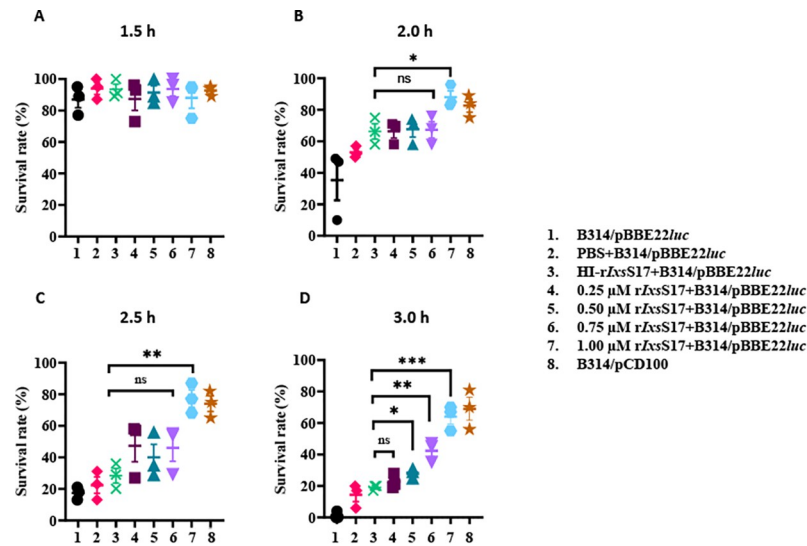 A
1.5 h
Survival rate (%)
100
80
60
40
20
0
1 2 3 4 5 6 7 8
B
2.0 h
*
ns
Survival rate (%)
100
80
60
40
20
0
1 2 3 4 5 6 7 8
C
2.5 h
**
ns
Survival rate (%)
100
80
60
40
20
0
1 2 3 4 5 6 7 8
D
3.0 h
***
**
*
ns
Survival rate (%)
100
80
60
40
20
0
1 2 3 4 5 6 7 8
1. B314/pBBE22luc
2. PBS+B314/pBBE22luc
3. HI-rIxsS17+B314/pBBE22luc
4. 0.25 µM rIxsS17+B314/pBBE22luc
5. 0.50 µM rIxsS17+B314/pBBE22luc
6. 0.75 µM rIxsS17+B314/pBBE22luc
7. 1.00 µM rIxsS17+B314/pBBE22luc
8. B314/pCD100